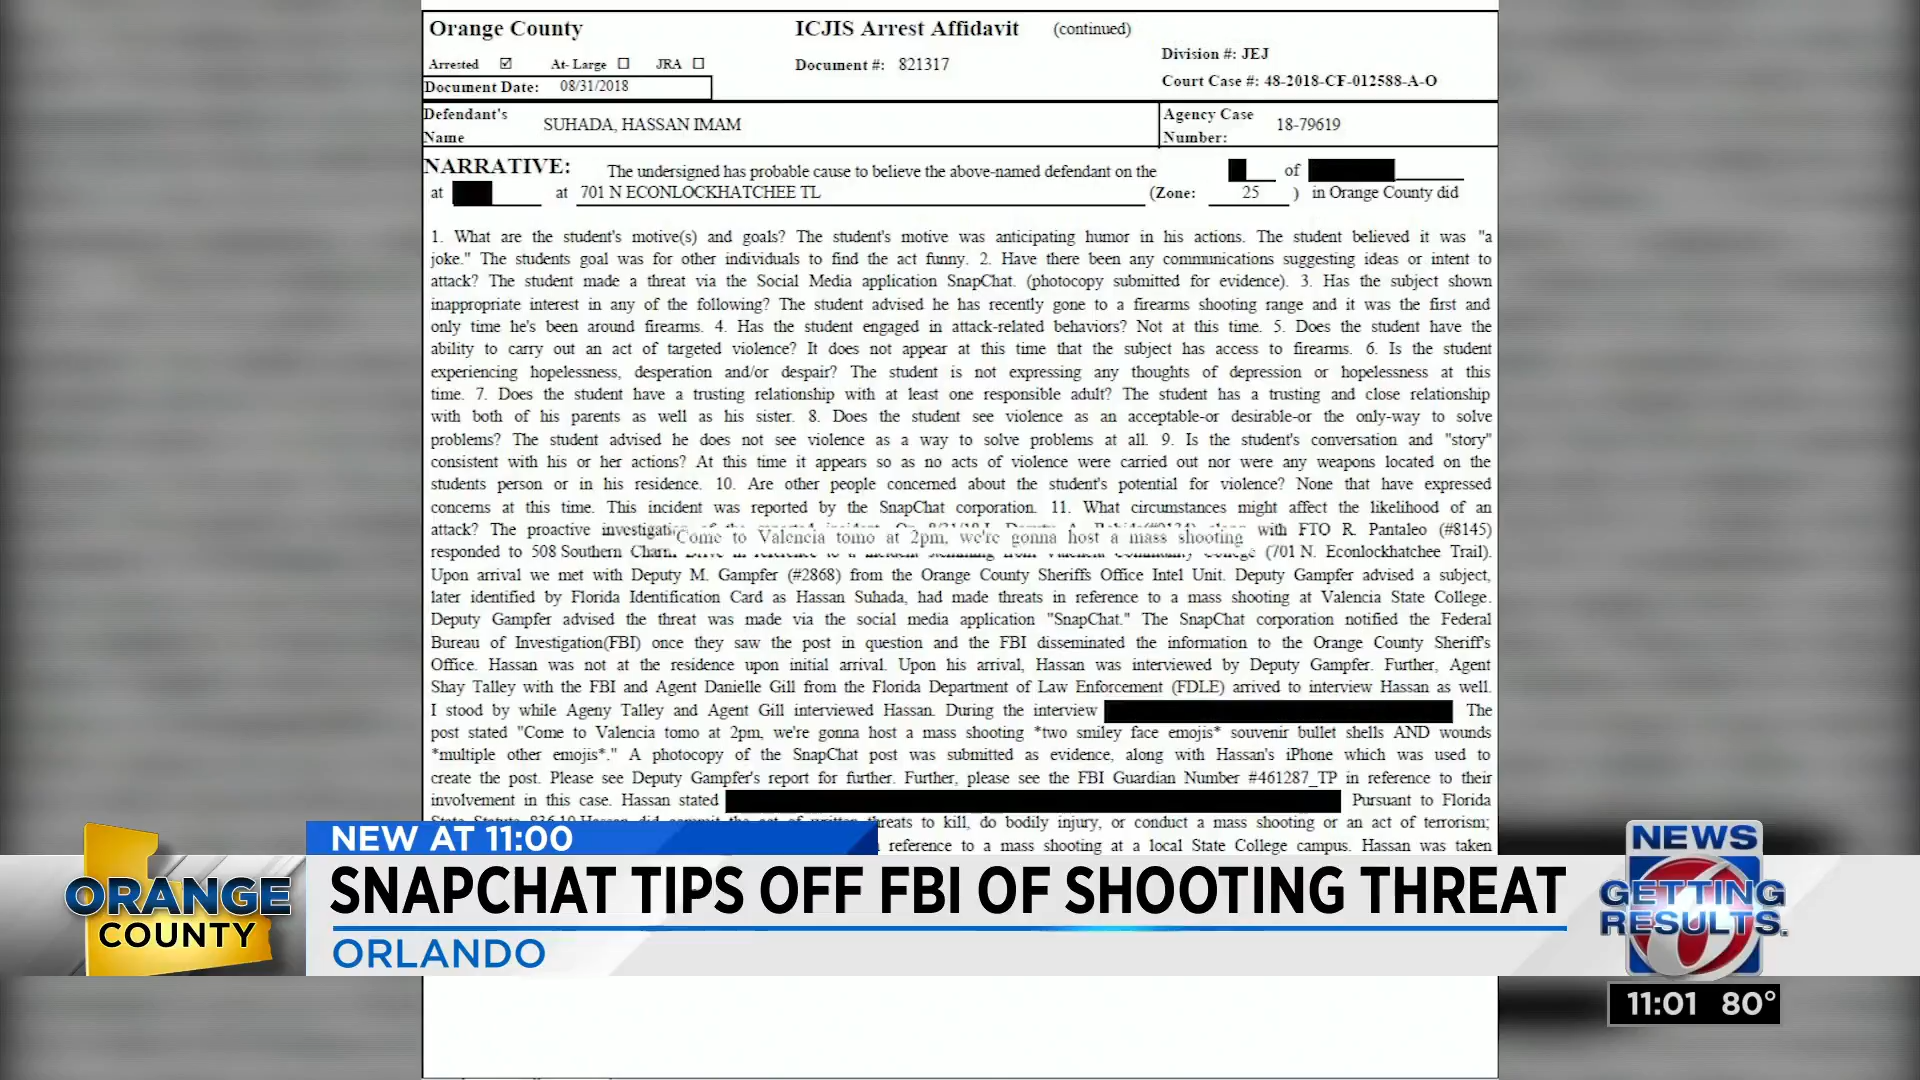 Orange County ICJIS Arrest Affidavit (continued)
Division #: JEJ
Arrested ☑ At- Large ☐ JRA ☐ Document #: 821317
Court Case #: 48-2018-CF-012588-A-O
Document Date: 08/31/2018
Defendant's Name SUHADA, HASSAN IMAM
Agency Case Number: 18-79619
NARRATIVE: The undersigned has probable cause to believe the above-named defendant on the of
at at 701 N ECONLOCKHATCHEE TL (Zone: 25 ) in Orange County did
1. What are the student's motive(s) and goals? The student's motive was anticipating humor in his actions. The student believed it was "a
joke." The students goal was for other individuals to find the act funny. 2. Have there been any communications suggesting ideas or intent to
attack? The student made a threat via the Social Media application SnapChat. (photocopy submitted for evidence). 3. Has the subject shown
inappropriate interest in any of the following? The student advised he has recently gone to a firearms shooting range and it was the first and
only time he's been around firearms. 4. Has the student engaged in attack-related behaviors? Not at this time. 5. Does the student have the
ability to carry out an act of targeted violence? It does not appear at this time that the subject has access to firearms. 6. Is the student
experiencing hopelessness, desperation and/or despair? The student is not expressing any thoughts of depression or hopelessness at this
time. 7. Does the student have a trusting relationship with at least one responsible adult? The student has a trusting and close relationship
with both of his parents as well as his sister. 8. Does the student see violence as an acceptable-or desirable-or the only-way to solve
problems? The student advised he does not see violence as a way to solve problems at all. 9. Is the student's conversation and "story"
consistent with his or her actions? At this time it appears so as no acts of violence were carried out nor were any weapons located on the
students person or in his residence. 10. Are other people concerned about the student's potential for violence? None that have expressed
concerns at this time. This incident was reported by the SnapChat corporation. 11. What circumstances might affect the likelihood of an
attack? The proactive with FTO R. Pantaleo (#8145)
"Come to Valencia tomo at 2pm, we're gonna host a mass shooting
responded to 508 Southern (701 N. Econlockhatchee Trail).
Upon arrival we met with Deputy M. Gampfer (#2868) from the Orange County Sheriffs Office Intel Unit. Deputy Gampfer advised a subject,
later identified by Florida Identification Card as Hassan Suhada, had made threats in reference to a mass shooting at Valencia State College.
Deputy Gampfer advised the threat was made via the social media application "SnapChat." The SnapChat corporation notified the Federal
Bureau of Investigation(FBI) once they saw the post in question and the FBI disseminated the information to the Orange County Sheriff's
Office. Hassan was not at the residence upon initial arrival. Upon his arrival, Hassan was interviewed by Deputy Gampfer. Further, Agent
Shay Talley with the FBI and Agent Danielle Gill from the Florida Department of Law Enforcement (FDLE) arrived to interview Hassan as well.
I stood by while Ageny Talley and Agent Gill interviewed Hassan. During the interview The
post stated "Come to Valencia tomo at 2pm, we're gonna host a mass shooting *two smiley face emojis* souvenir bullet shells AND wounds
*multiple other emojis*." A photocopy of the SnapChat post was submitted as evidence, along with Hassan's iPhone which was used to
create the post. Please see Deputy Gampfer's report for further. Further, please see the FBI Guardian Number #461287_TP in reference to their
involvement in this case. Hassan stated Pursuant to Florida
threats to kill, do bodily injury, or conduct a mass shooting or an act of terrorism;
reference to a mass shooting at a local State College campus. Hassan was taken
NEW AT 11:00
SNAPCHAT TIPS OFF FBI OF SHOOTING THREAT
ORLANDO
ORANGE
COUNTY
NEWS
6
GETTING
RESULTS.
11:01 80°